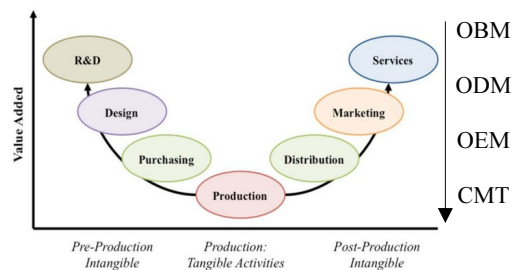 Value Added
R&D
Services
Design
Marketing
Purchasing
Distribution
Production
Pre-Production
Intangible
Production:
Tangible Activities
Post-Production
Intangible
OBM
ODM
OEM
CMT